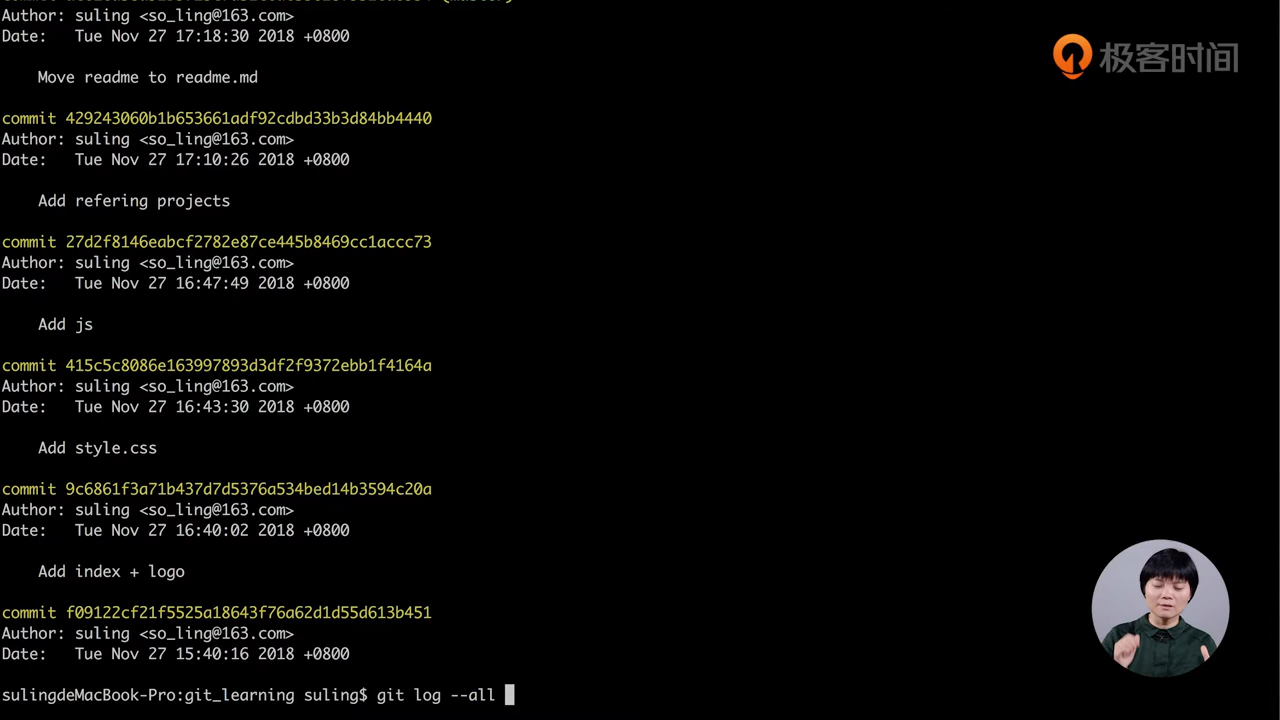 Author: suling <so_ling@163.com>
Date:   Tue Nov 27 17:18:30 2018 +0800
极客时间
Move readme to readme.md
commit 429243060b1b653661adf92cdbd33b3d84bb4440
Author: suling <so_ling@163.com>
Date:   Tue Nov 27 17:10:26 2018 +0800
Add refering projects
commit 27d2f8146eabcf2782e87ce445b8469cc1accc73
Author: suling <so_ling@163.com>
Date:   Tue Nov 27 16:47:49 2018 +0800
Add js
commit 415c5c8086e163997893d3df2f9372ebb1f4164a
Author: suling <so_ling@163.com>
Date:   Tue Nov 27 16:43:30 2018 +0800
Add style.css
commit 9c6861f3a71b437d7d5376a534bed14b3594c20a
Author: suling <so_ling@163.com>
Date:   Tue Nov 27 16:40:02 2018 +0800
Add index + logo
commit f09122cf21f5525a18643f76a62d1d55d613b451
Author: suling <so_ling@163.com>
Date:   Tue Nov 27 15:40:16 2018 +0800
sulingdeMacBook-Pro:git_learning suling$ git log --all